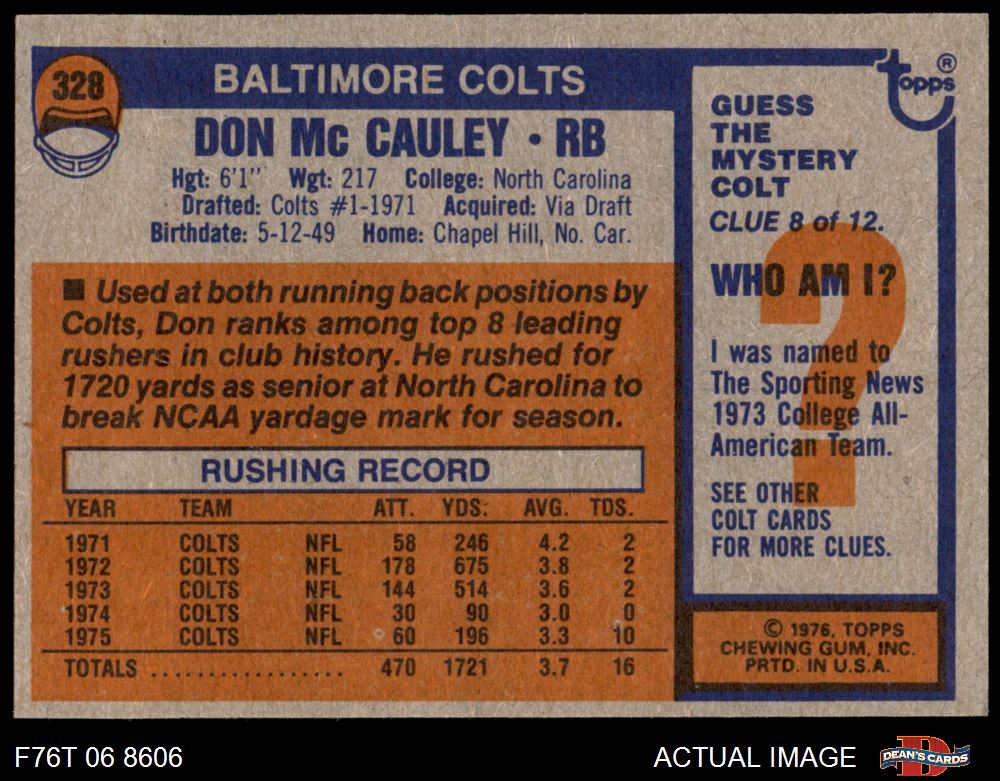 328
BALTIMORE COLTS
DON Mc CAULEY • RB
Hgt: 6'1" Wgt: 217 College: North Carolina
Drafted: Colts #1-1971 Acquired: Via Draft
Birthdate: 5-12-49 Home: Chapel Hill, No. Car.
■ Used at both running back positions by
Colts, Don ranks among top 8 leading
rushers in club history. He rushed for
1720 yards as senior at North Carolina to
break NCAA yardage mark for season.
RUSHING RECORD
YEAR TEAM ATT. YDS. AVG. TDS.
1971 COLTS NFL 58 246 4.2 2
1972 COLTS NFL 178 675 3.8 2
1973 COLTS NFL 144 514 3.6 2
1974 COLTS NFL 30 90 3.0 0
1975 COLTS NFL 60 196 3.3 10
TOTALS ................. 470 1721 3.7 16
topps ®
GUESS
THE
MYSTERY
COLT
CLUE 8 of 12.
WHO AM I?
I was named to
The Sporting News
1973 College All-
American Team.
SEE OTHER
COLT CARDS
FOR MORE CLUES.
© 1976, TOPPS
CHEWING GUM, INC.
PRTD. IN U.S.A.
F76T 06 8606
ACTUAL IMAGE
D
DEAN'S CARDS